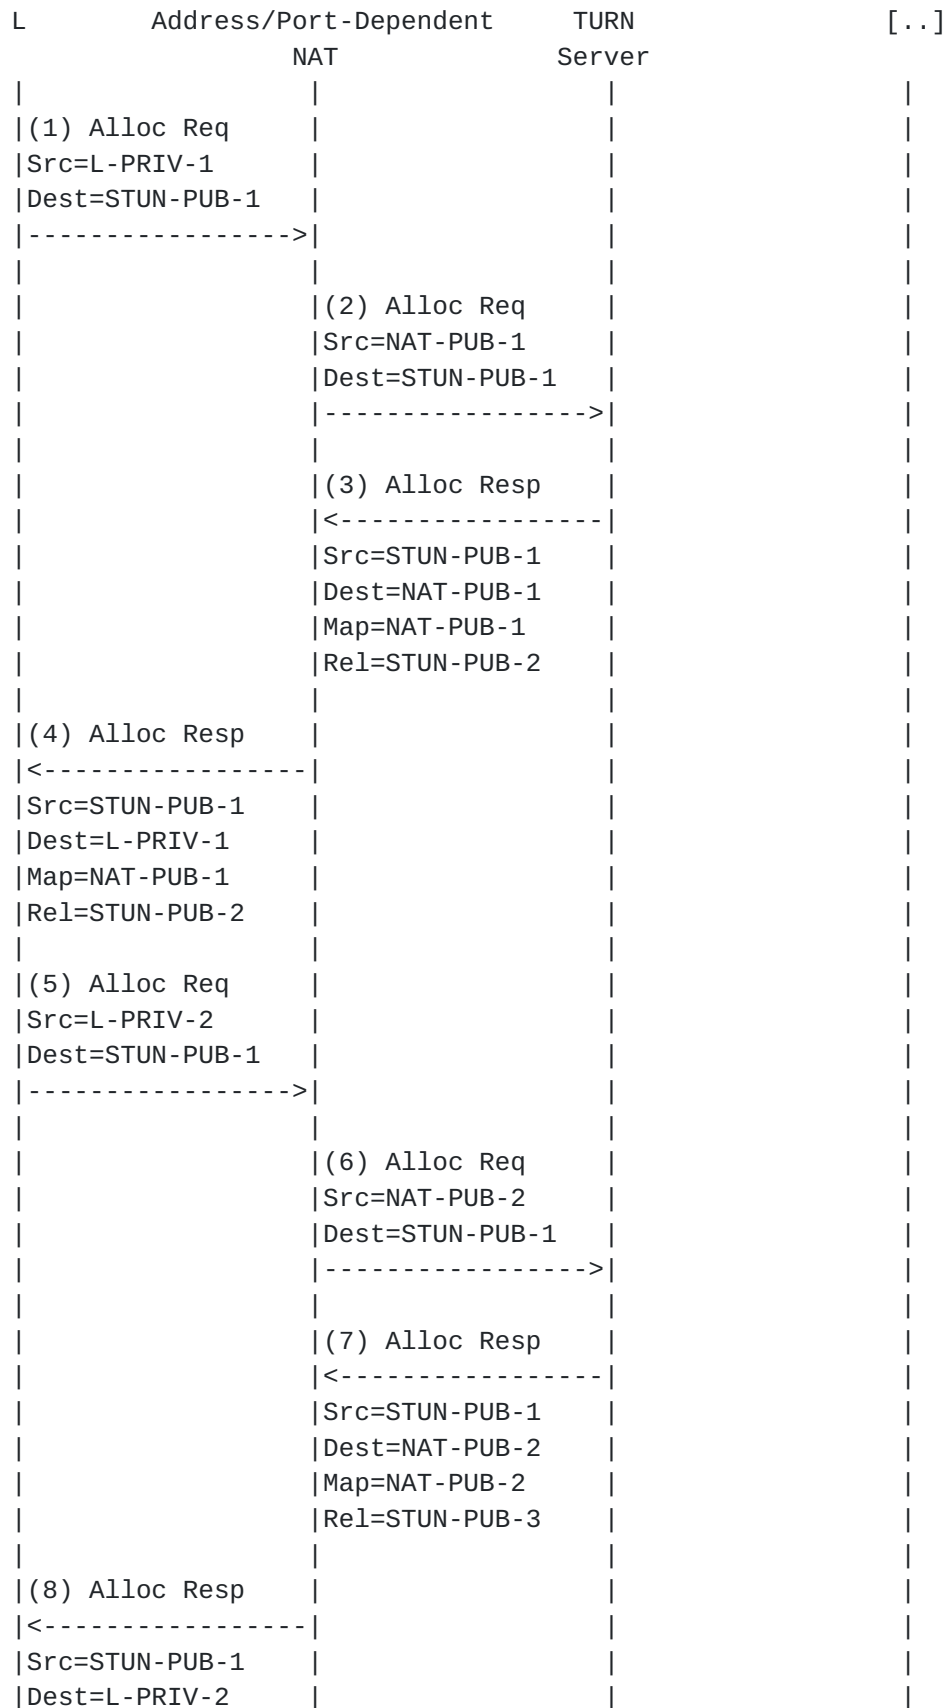 L        Address/Port-Dependent     TURN                [..]
                  NAT              Server
|                  |                  |                  |
|(1) Alloc Req     |                  |                  |
|Src=L-PRIV-1      |                  |                  |
|Dest=STUN-PUB-1   |                  |                  |
|----------------->|                  |                  |
|                  |                  |                  |
|                  |(2) Alloc Req     |                  |
|                  |Src=NAT-PUB-1     |                  |
|                  |Dest=STUN-PUB-1   |                  |
|                  |----------------->|                  |
|                  |                  |                  |
|                  |(3) Alloc Resp    |                  |
|                  |<-----------------|                  |
|                  |Src=STUN-PUB-1    |                  |
|                  |Dest=NAT-PUB-1    |                  |
|                  |Map=NAT-PUB-1     |                  |
|                  |Rel=STUN-PUB-2    |                  |
|                  |                  |                  |
|(4) Alloc Resp    |                  |                  |
|<-----------------|                  |                  |
|Src=STUN-PUB-1    |                  |                  |
|Dest=L-PRIV-1     |                  |                  |
|Map=NAT-PUB-1     |                  |                  |
|Rel=STUN-PUB-2    |                  |                  |
|                  |                  |                  |
|(5) Alloc Req     |                  |                  |
|Src=L-PRIV-2      |                  |                  |
|Dest=STUN-PUB-1   |                  |                  |
|----------------->|                  |                  |
|                  |                  |                  |
|                  |(6) Alloc Req     |                  |
|                  |Src=NAT-PUB-2     |                  |
|                  |Dest=STUN-PUB-1   |                  |
|                  |----------------->|                  |
|                  |                  |                  |
|                  |(7) Alloc Resp    |                  |
|                  |<-----------------|                  |
|                  |Src=STUN-PUB-1    |                  |
|                  |Dest=NAT-PUB-2    |                  |
|                  |Map=NAT-PUB-2     |                  |
|                  |Rel=STUN-PUB-3    |                  |
|                  |                  |                  |
|(8) Alloc Resp    |                  |                  |
|<-----------------|                  |                  |
|Src=STUN-PUB-1    |                  |                  |
|Dest=L-PRIV-2     |                  |                  |